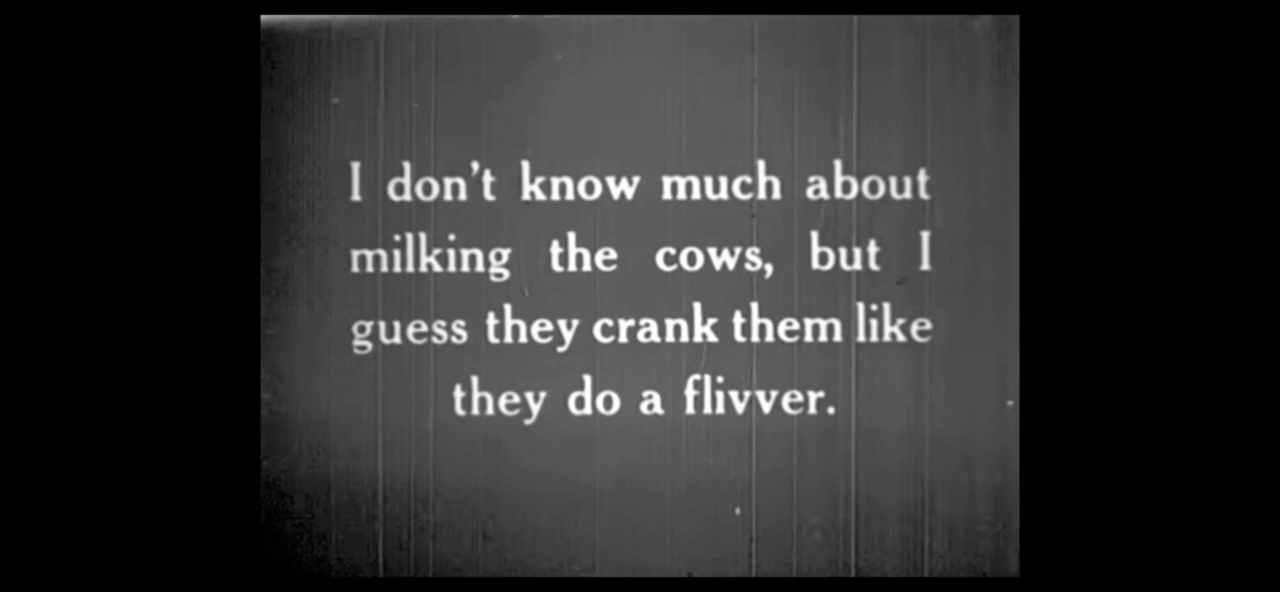 I don't know much about
milking the cows, but I
guess they crank them like
they do a flivver.